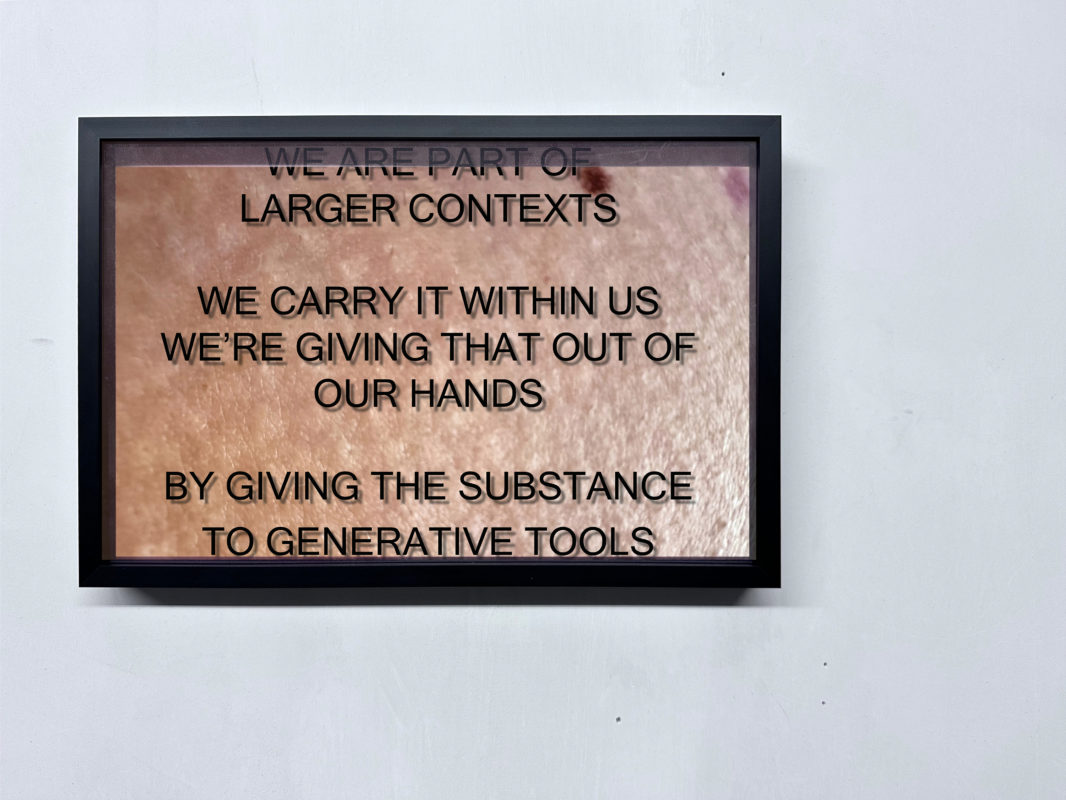 WE ARE PART OF
LARGER CONTEXTS
WE CARRY IT WITHIN US
WE’RE GIVING THAT OUT OF
OUR HANDS
BY GIVING THE SUBSTANCE
TO GENERATIVE TOOLS